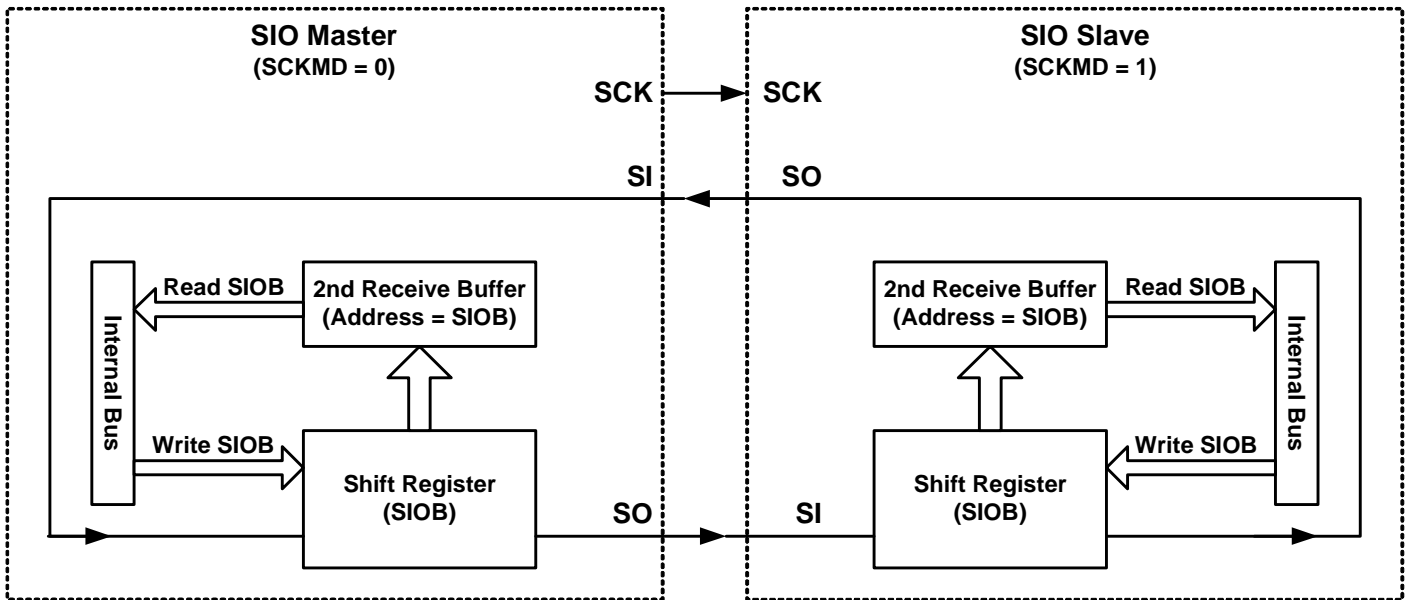 SIO Master
(SCKMD = 0)
SIO Slave
(SCKMD = 1)
SCK
SCK
SI
SO
Read SIOB
2nd Receive Buffer
(Address = SIOB)
Internal Bus
Write SIOB
Shift Register
(SIOB)
SO
SI
2nd Receive Buffer
(Address = SIOB)
Read SIOB
Internal Bus
Write SIOB
Shift Register
(SIOB)